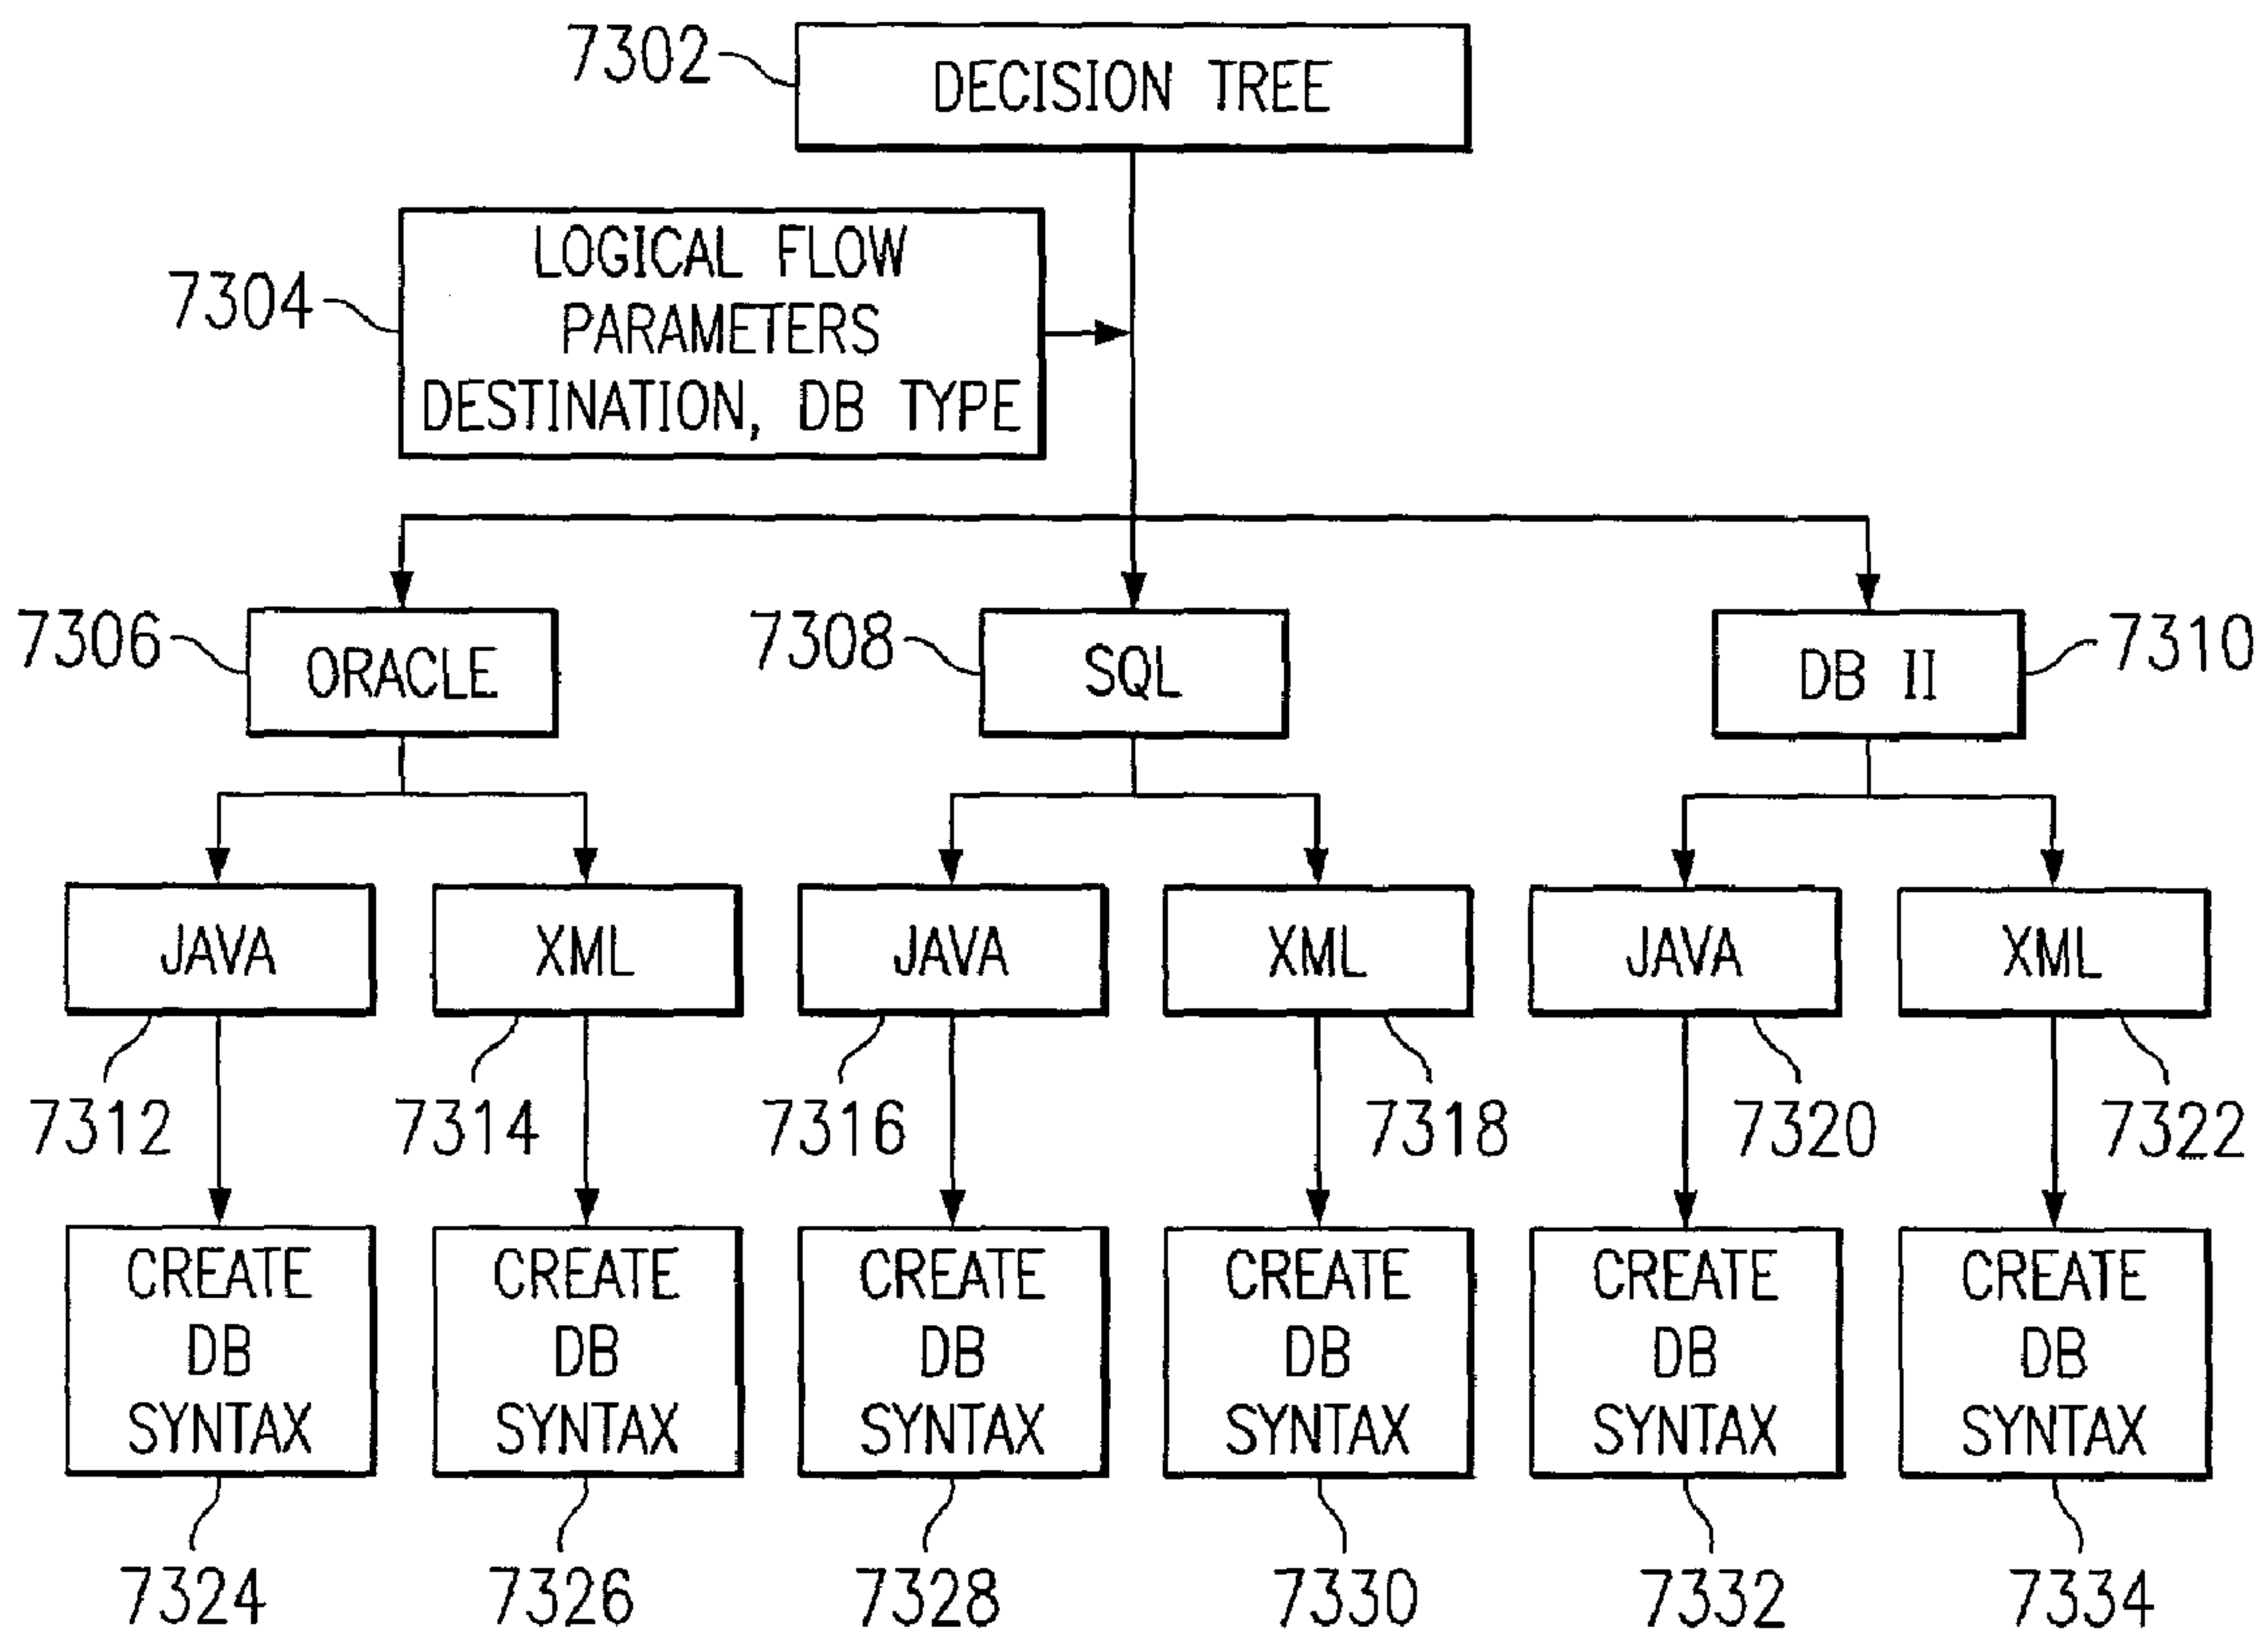 7302
DECISION TREE
7304
LOGICAL FLOW
PARAMETERS
DESTINATION, DB TYPE
7306
ORACLE
7308
SQL
DB II
7310
JAVA
XML
JAVA
XML
JAVA
XML
7312
7314
7316
7318
7320
7322
CREATE
DB
SYNTAX
CREATE
DB
SYNTAX
CREATE
DB
SYNTAX
CREATE
DB
SYNTAX
CREATE
DB
SYNTAX
CREATE
DB
SYNTAX
7324
7326
7328
7330
7332
7334